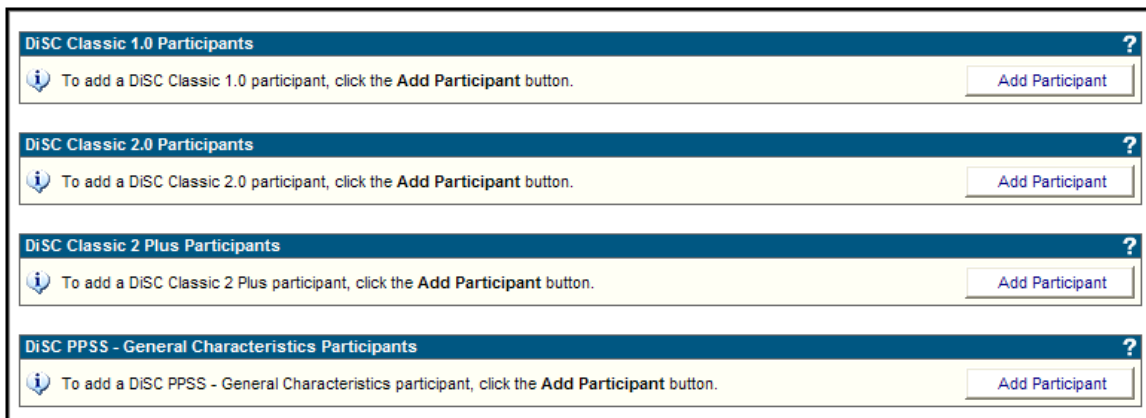 DiSC Classic 1.0 Participants ?
To add a DiSC Classic 1.0 participant, click the Add Participant button. Add Participant
DiSC Classic 2.0 Participants ?
To add a DiSC Classic 2.0 participant, click the Add Participant button. Add Participant
DiSC Classic 2 Plus Participants ?
To add a DiSC Classic 2 Plus participant, click the Add Participant button. Add Participant
DiSC PPSS - General Characteristics Participants ?
To add a DiSC PPSS - General Characteristics participant, click the Add Participant button. Add Participant